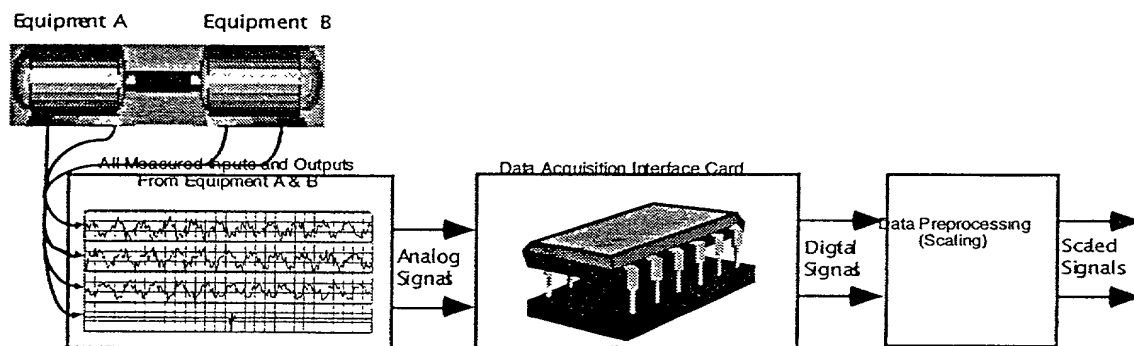 Equipment A
Equipment B
All Measured Inputs and Outputs
From Equipment A & B
Data Acquisition Interface Card
Analog
Signals
Digital
Signals
Data Preprocessing
(Scaling)
Scaled
Signals